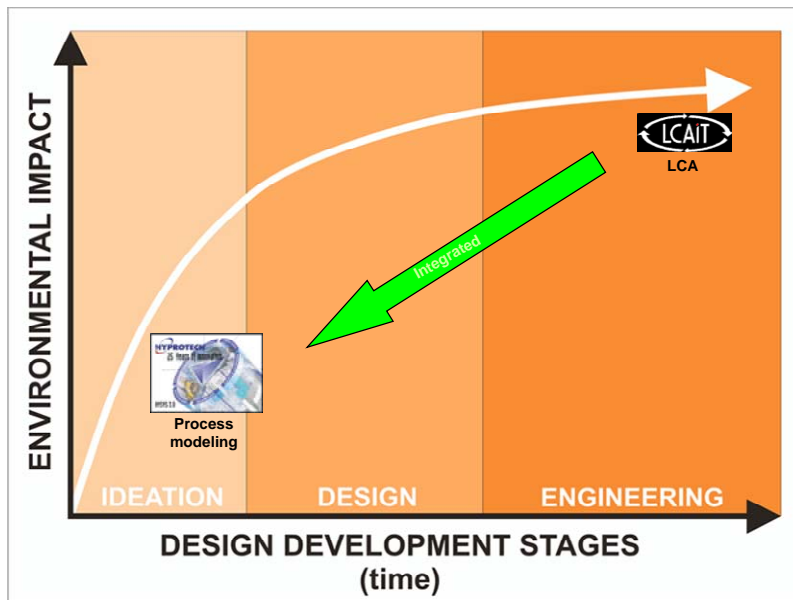 ENVIRONMENTAL IMPACT
LCAiT
LCA
Integrated
HYPROTECH
Process
modeling
IDEATION
DESIGN
ENGINEERING
DESIGN DEVELOPMENT STAGES
(time)